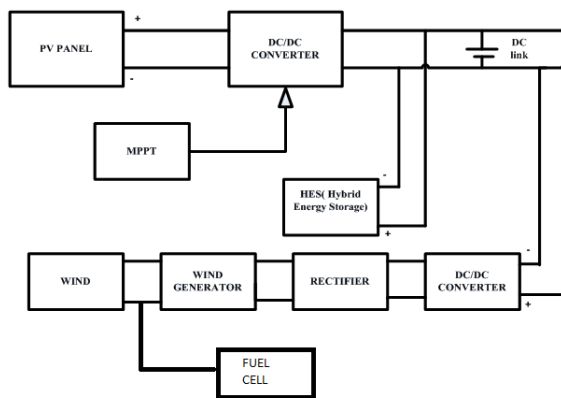 +
PV PANEL
-
DC/DC
CONVERTER
DC
link
MPPT
HES( Hybrid
Energy Storage)
-
+
WIND
WIND
GENERATOR
RECTIFIER
DC/DC
CONVERTER
-
+
FUEL
CELL